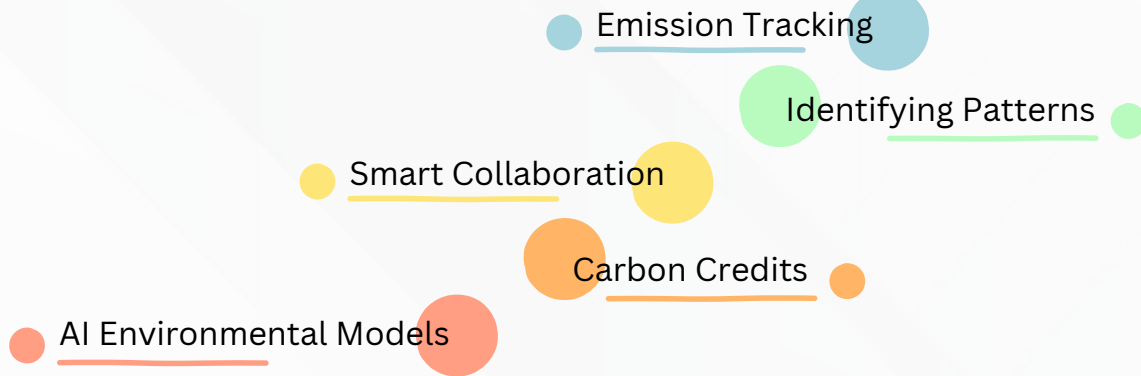 Emission Tracking
Identifying Patterns
Smart Collaboration
Carbon Credits
AI Environmental Models